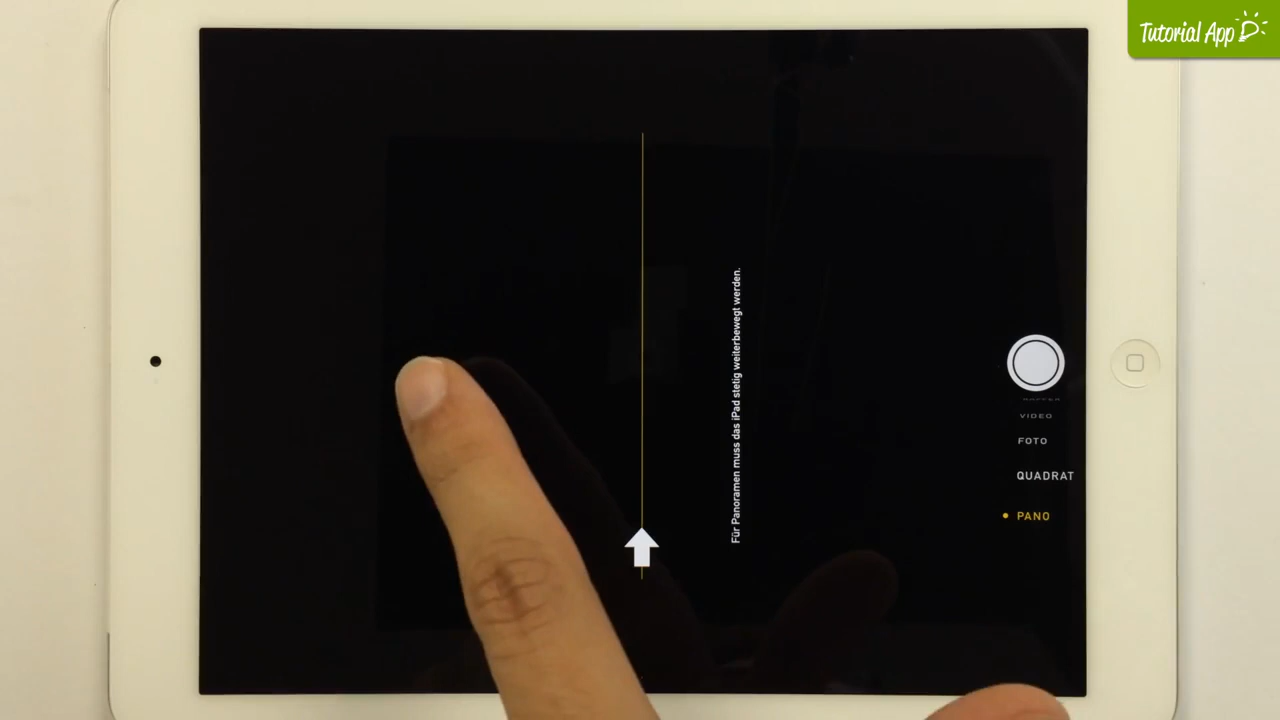 Tutorial App
Für Panoramen muss das iPad stetig weiterbewegt werden.
VIDEO
FOTO
QUADRAT
PANO